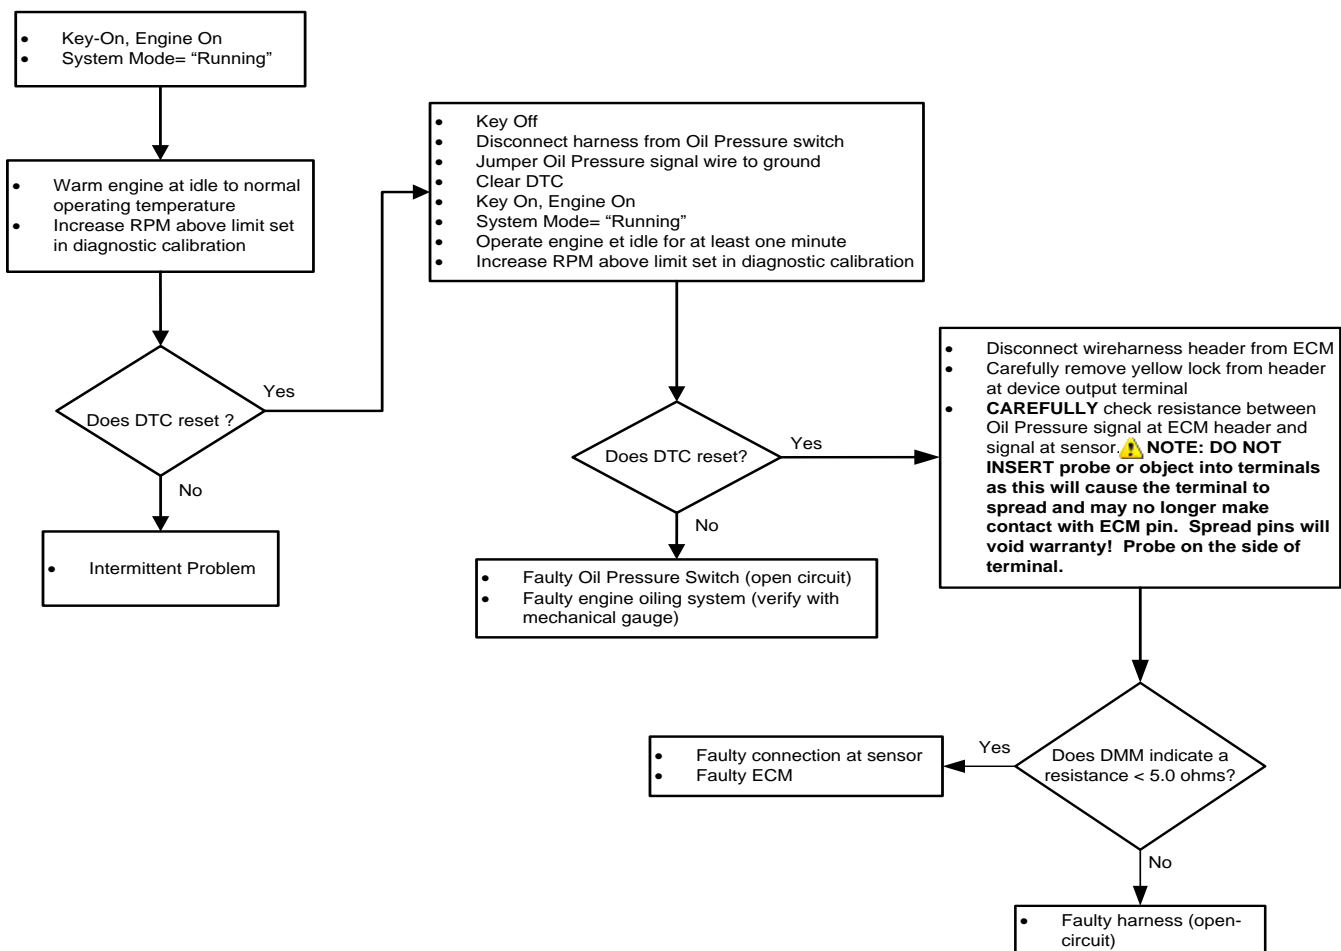 • Key-On, Engine On
• System Mode= “Running”
• Warm engine at idle to normal
operating temperature
• Increase RPM above limit set
in diagnostic calibration
Does DTC reset ?
Yes
No
• Intermittent Problem
• Key Off
• Disconnect harness from Oil Pressure switch
• Jumper Oil Pressure signal wire to ground
• Clear DTC
• Key On, Engine On
• System Mode= “Running”
• Operate engine et idle for at least one minute
• Increase RPM above limit set in diagnostic calibration
Does DTC reset?
Yes
No
• Faulty Oil Pressure Switch (open circuit)
• Faulty engine oiling system (verify with
mechanical gauge)
• Disconnect wireharness header from ECM
• Carefully remove yellow lock from header
at device output terminal
• CAREFULLY check resistance between
Oil Pressure signal at ECM header and
signal at sensor. NOTE: DO NOT
INSERT probe or object into terminals
as this will cause the terminal to
spread and may no longer make
contact with ECM pin. Spread pins will
void warranty! Probe on the side of
terminal.
Does DMM indicate a
resistance < 5.0 ohms?
Yes
No
• Faulty connection at sensor
• Faulty ECM
• Faulty harness (open-
circuit)